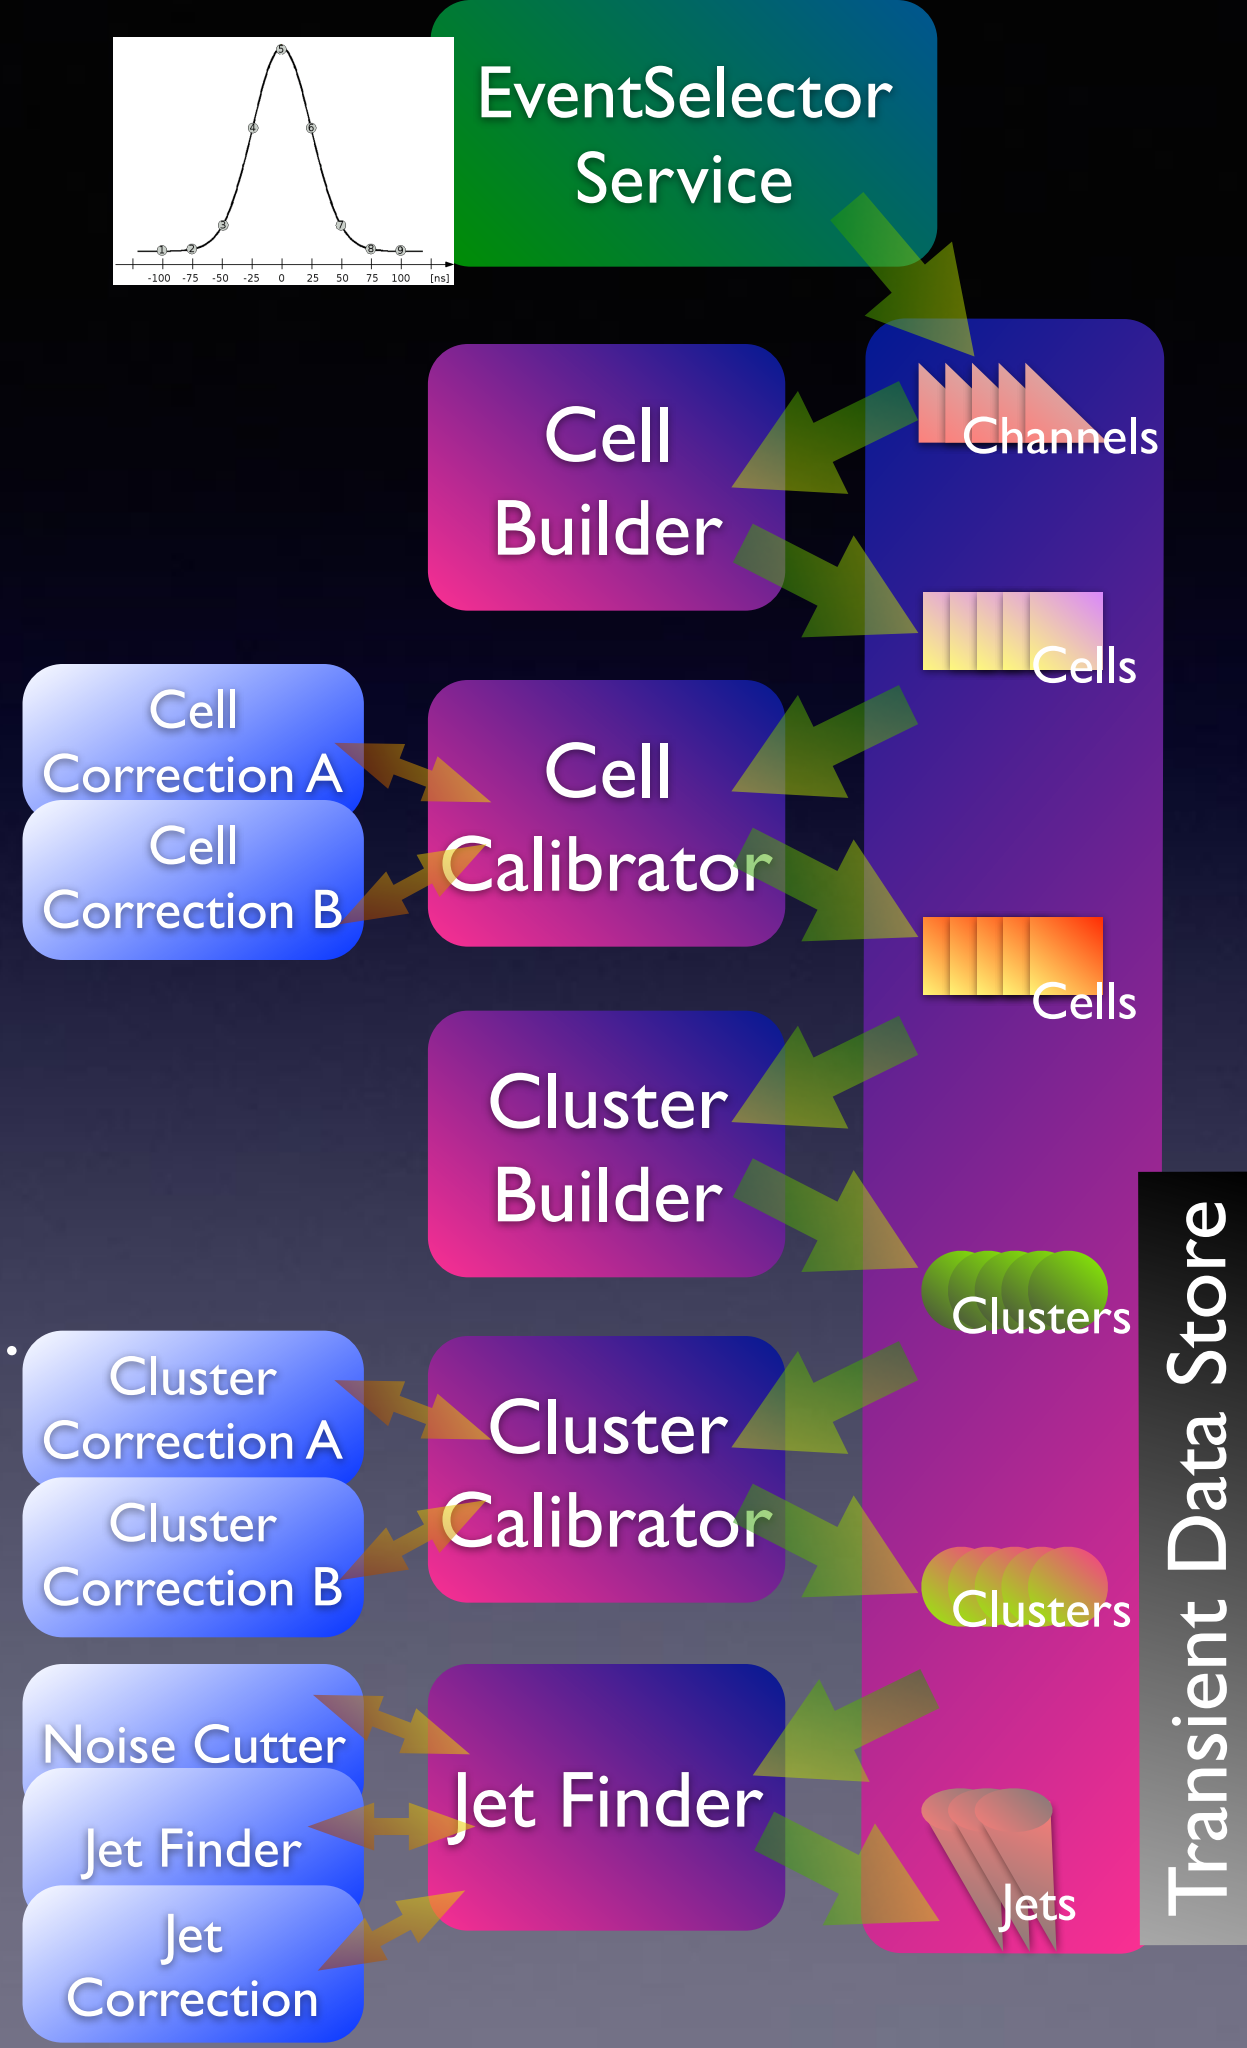 EventSelector
Service
5
4
6
3
7
1
2
8
9
-100 -75 -50 -25 0 25 50 75 100 [ns]
Channels
Cell
Builder
Cells
Cell
Correction A
Cell
Correction B
Cell
Calibrator
Cells
Cluster
Builder
Clusters
Cluster
Correction A
Cluster
Correction B
Cluster
Calibrator
Clusters
Noise Cutter
Jet Finder
Jet
Correction
Jet Finder
Jets
Transient Data Store